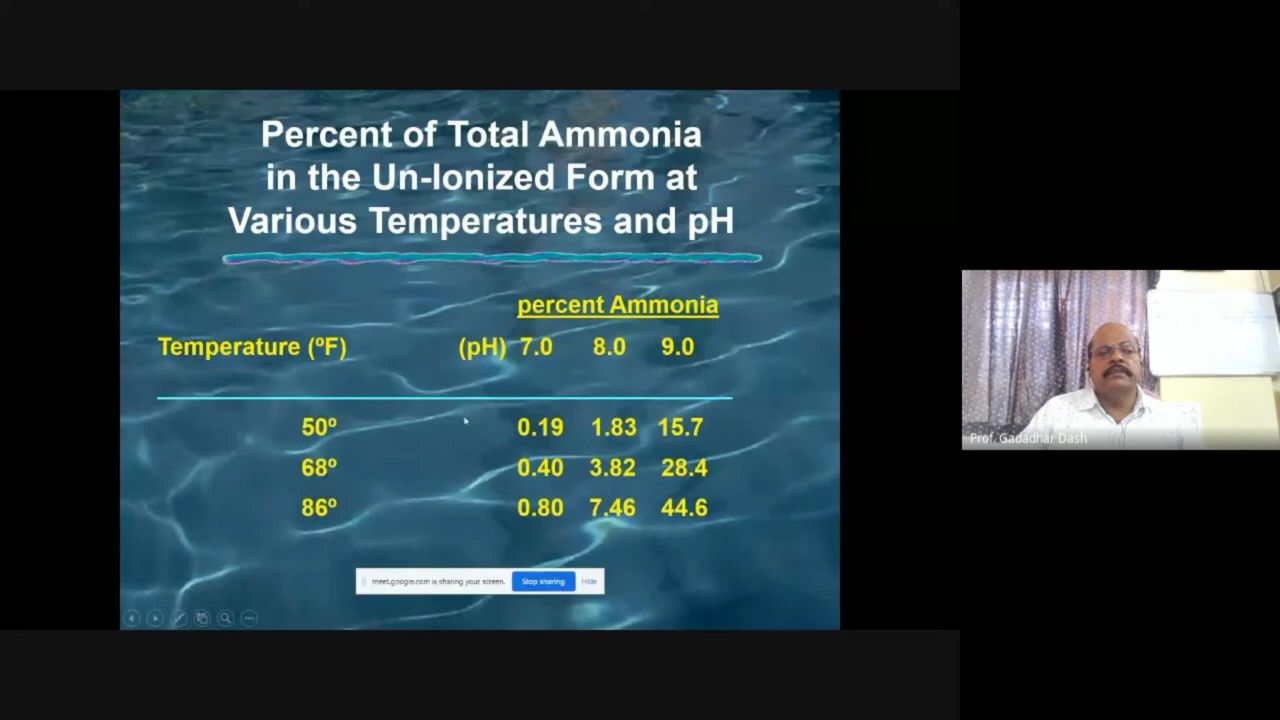 Percent of Total Ammonia
in the Un-Ionized Form at
Various Temperatures and pH
percent Ammonia
Temperature (ºF) (pH) 7.0 8.0 9.0
50º 0.19 1.83 15.7
68º 0.40 3.82 28.4
86º 0.80 7.46 44.6
meet.google.com is sharing your screen. Stop sharing Hide
Prof. Gadadhar Dash